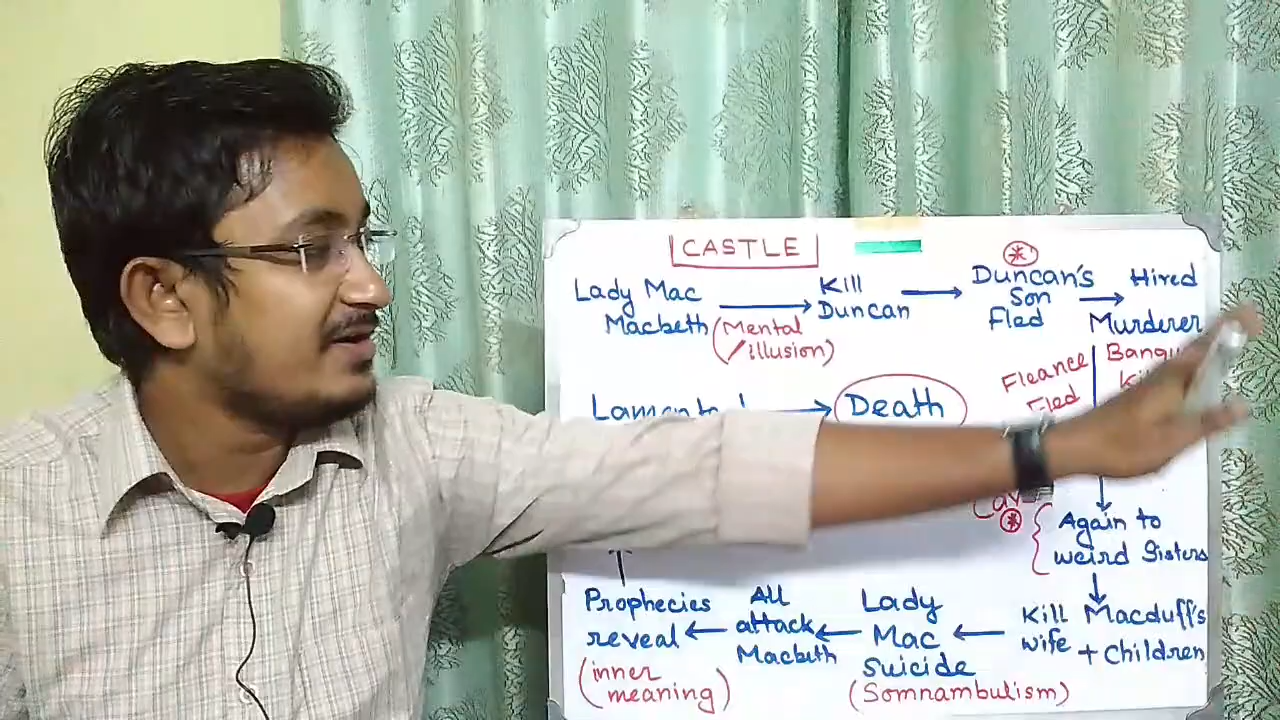 CASTLE
Lady Mac
Macbeth
(Mental
illusion)
Kill
Duncan
Duncan's
Son
Fled
Hired
Murderer
Fleance
Fled
Death
Again to
weird Sisters
Kill Macduff's
wife + children
Lady
Mac
suicide
(Somnambulism)
All
attack
Macbeth
Prophecies
reveal
(inner
meaning)